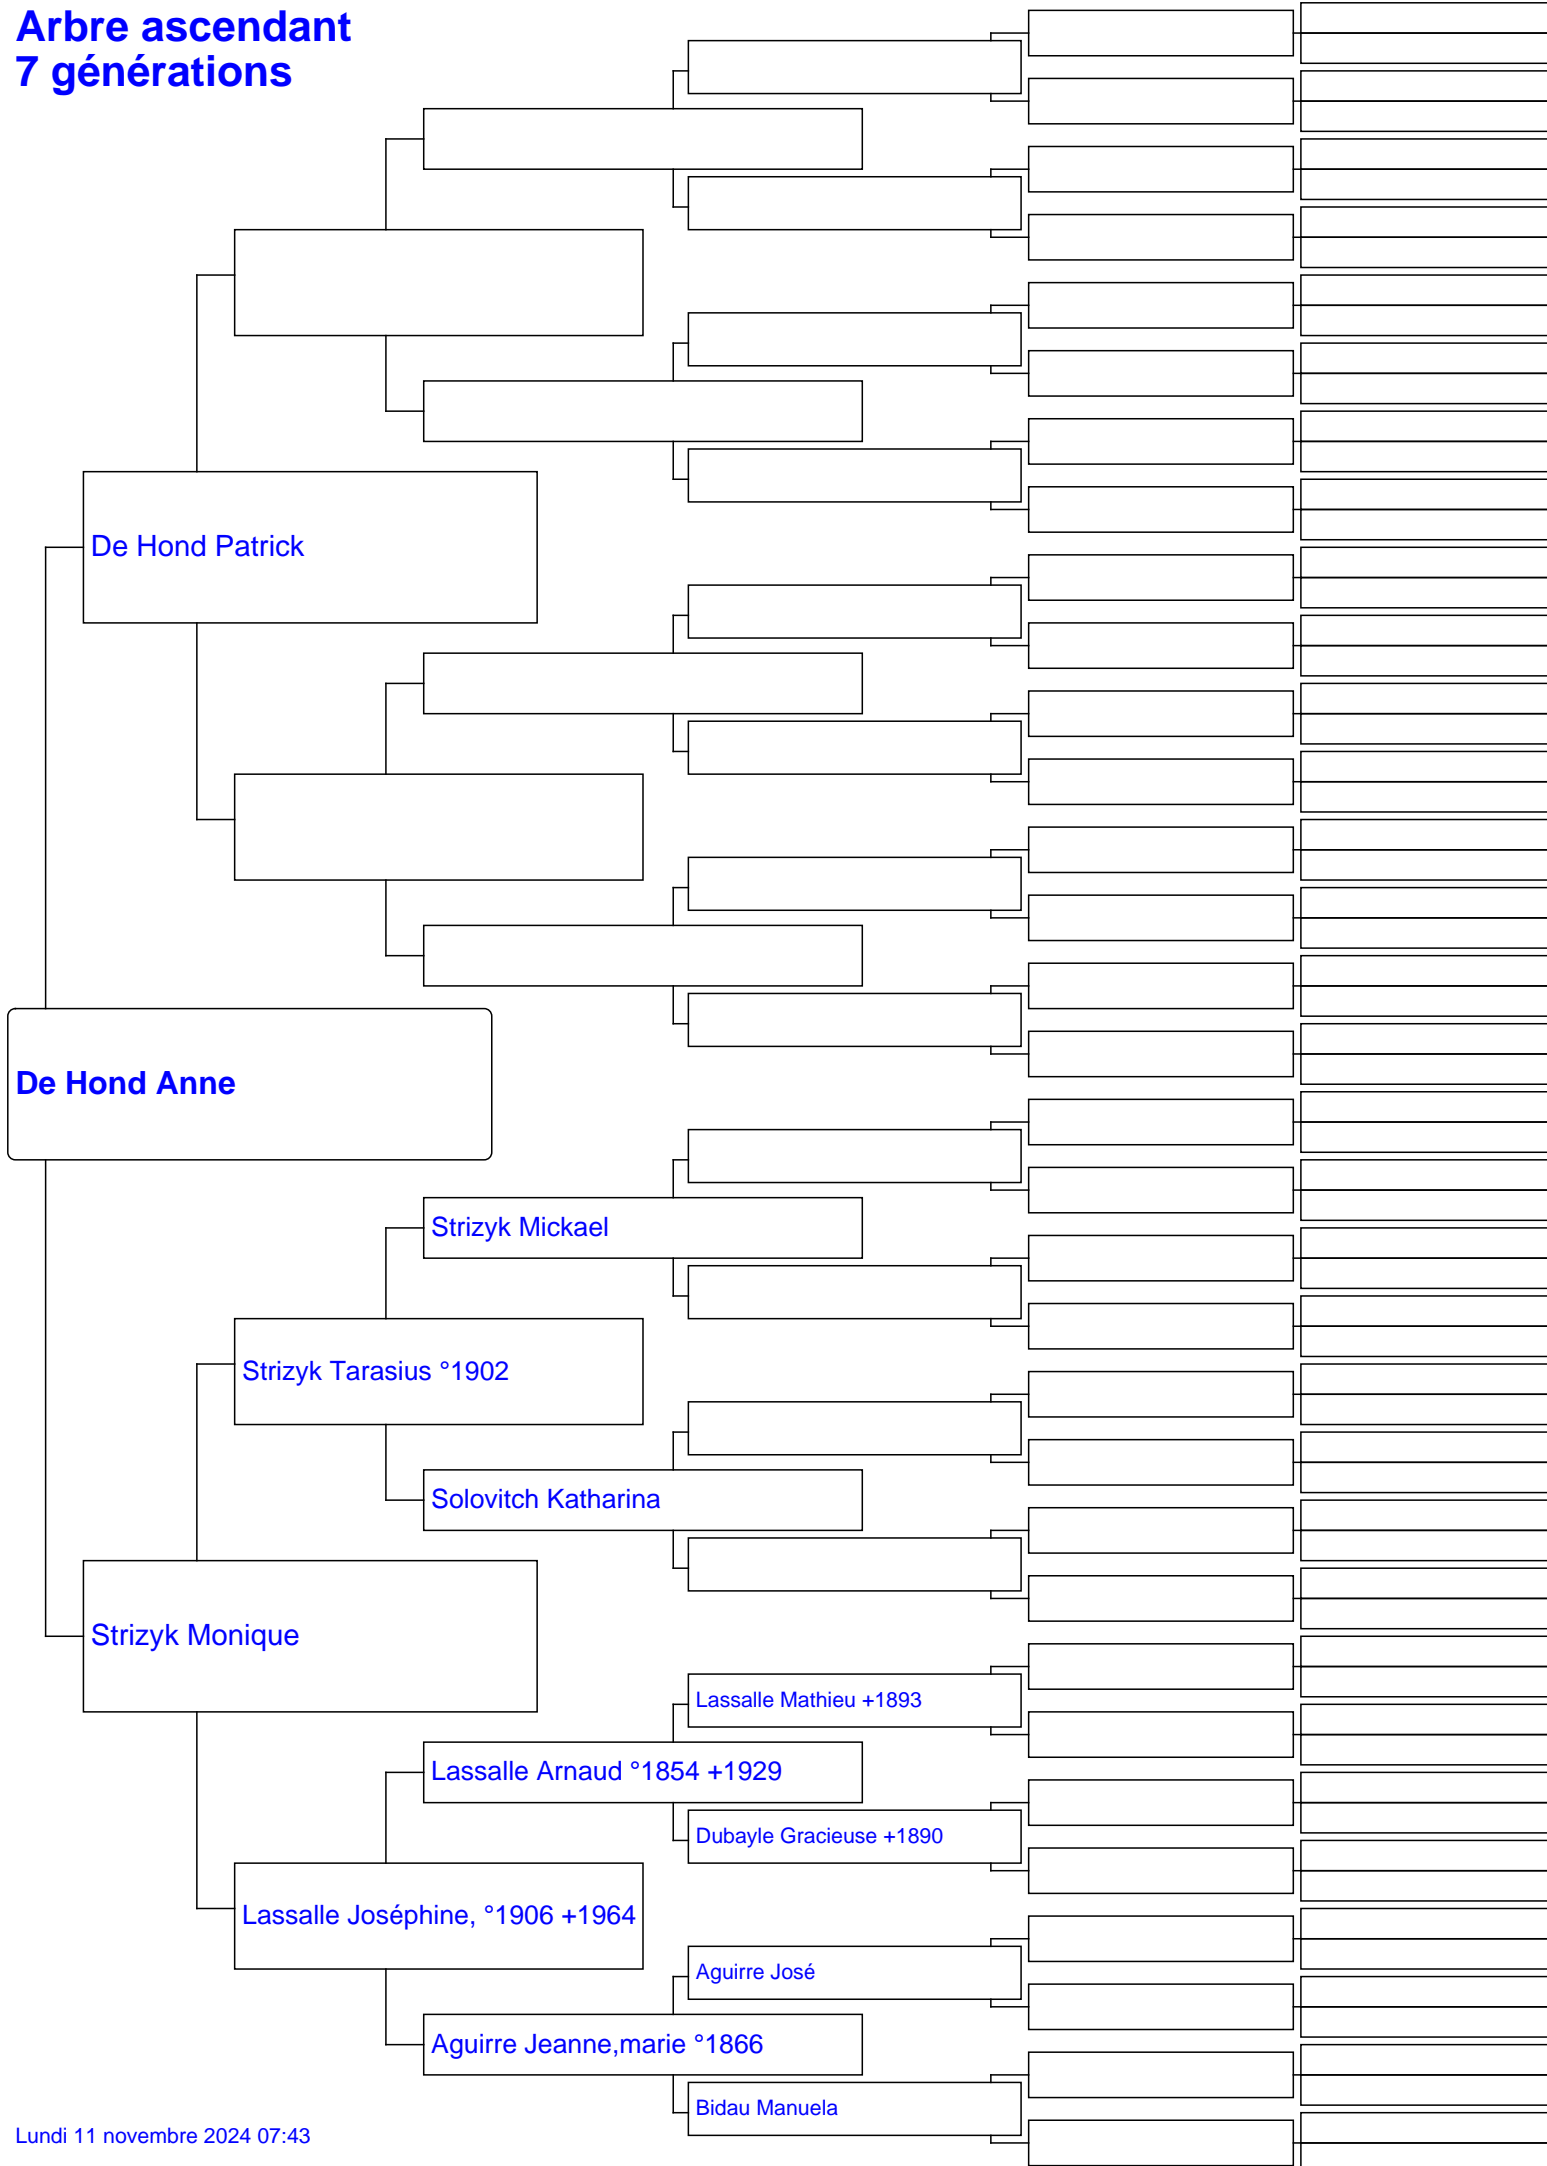 Arbre ascendant
7 générations
De Hond Patrick
De Hond Anne
Strizyk Mickael
Strizyk Tarasius °1902
Solovitch Katharina
Strizyk Monique
Lassalle Mathieu +1893
Lassalle Arnaud °1854 +1929
Dubayle Gracieuse +1890
Lassalle Joséphine, °1906 +1964
Aguirre José
Aguirre Jeanne,marie °1866
Bidau Manuela
Lundi 11 novembre 2024 07:43